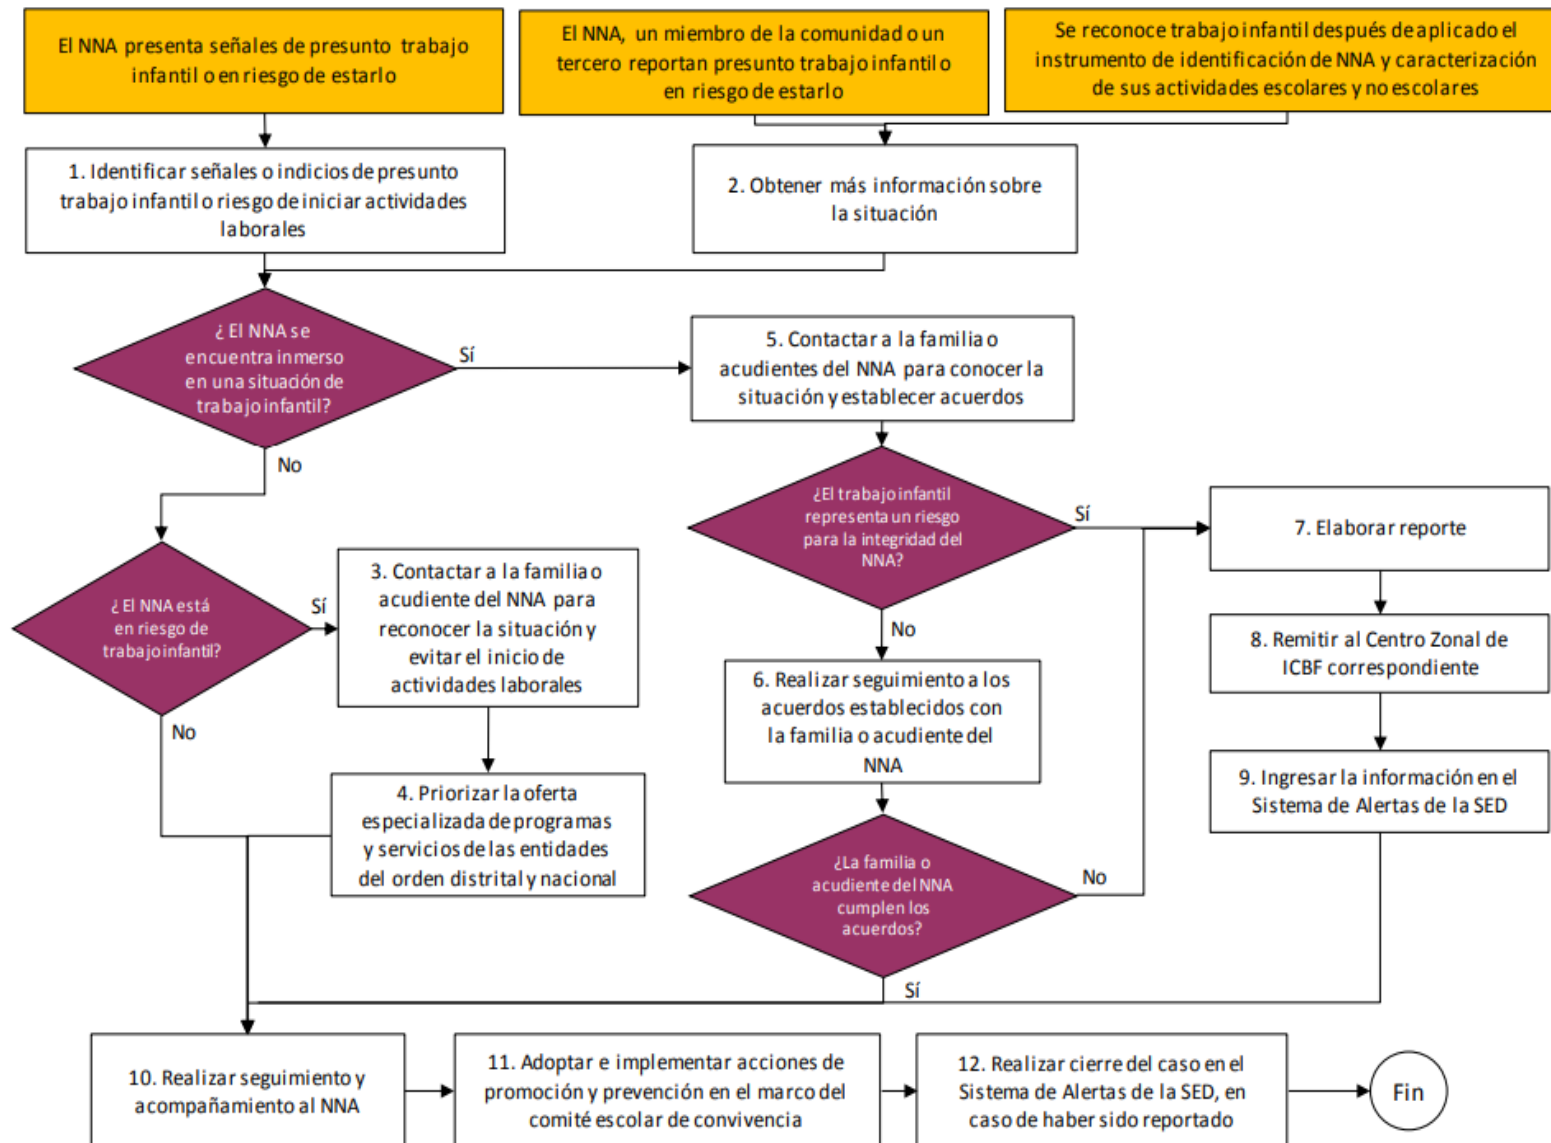 El NNA presenta señales de presunto trabajo
infantil o en riesgo de estarlo
El NNA, un miembro de la comunidad o un
tercero reportan presunto trabajo infantil o
en riesgo de estarlo
Se reconoce trabajo infantil después de aplicado el
instrumento de identificación de NNA y caracterización
de sus actividades escolares y no escolares
1. Identificar señales o indicios de presunto
trabajo infantil o riesgo de iniciar actividades
laborales
2. Obtener más información sobre
la situación
¿ El NNA se
encuentra inmerso
en una situación de
trabajo infantil?
Sí
No
5. Contactar a la familia o
acudientes del NNA para conocer la
situación y establecer acuerdos
¿El trabajo infantil
representa un riesgo
para la integridad del
NNA?
Sí
No
7. Elaborar reporte
¿ El NNA está
en riesgo de
trabajo infantil?
Sí
No
3. Contactar a la familia o
acudiente del NNA para
reconocer la situación y
evitar el inicio de
actividades laborales
8. Remitir al Centro Zonal de
ICBF correspondiente
6. Realizar seguimiento a los
acuerdos establecidos con
la familia o acudiente del
NNA
4. Priorizar la oferta
especializada de programas
y servicios de las entidades
del orden distrital y nacional
9. Ingresar la información en el
Sistema de Alertas de la SED
¿La familia o
acudiente del NNA
cumplen los
acuerdos?
No
Sí
10. Realizar seguimiento y
acompañamiento al NNA
11. Adoptar e implementar acciones de
promoción y prevención en el marco del
comité escolar de convivencia
12. Realizar cierre del caso en el
Sistema de Alertas de la SED, en
caso de haber sido reportado
Fin